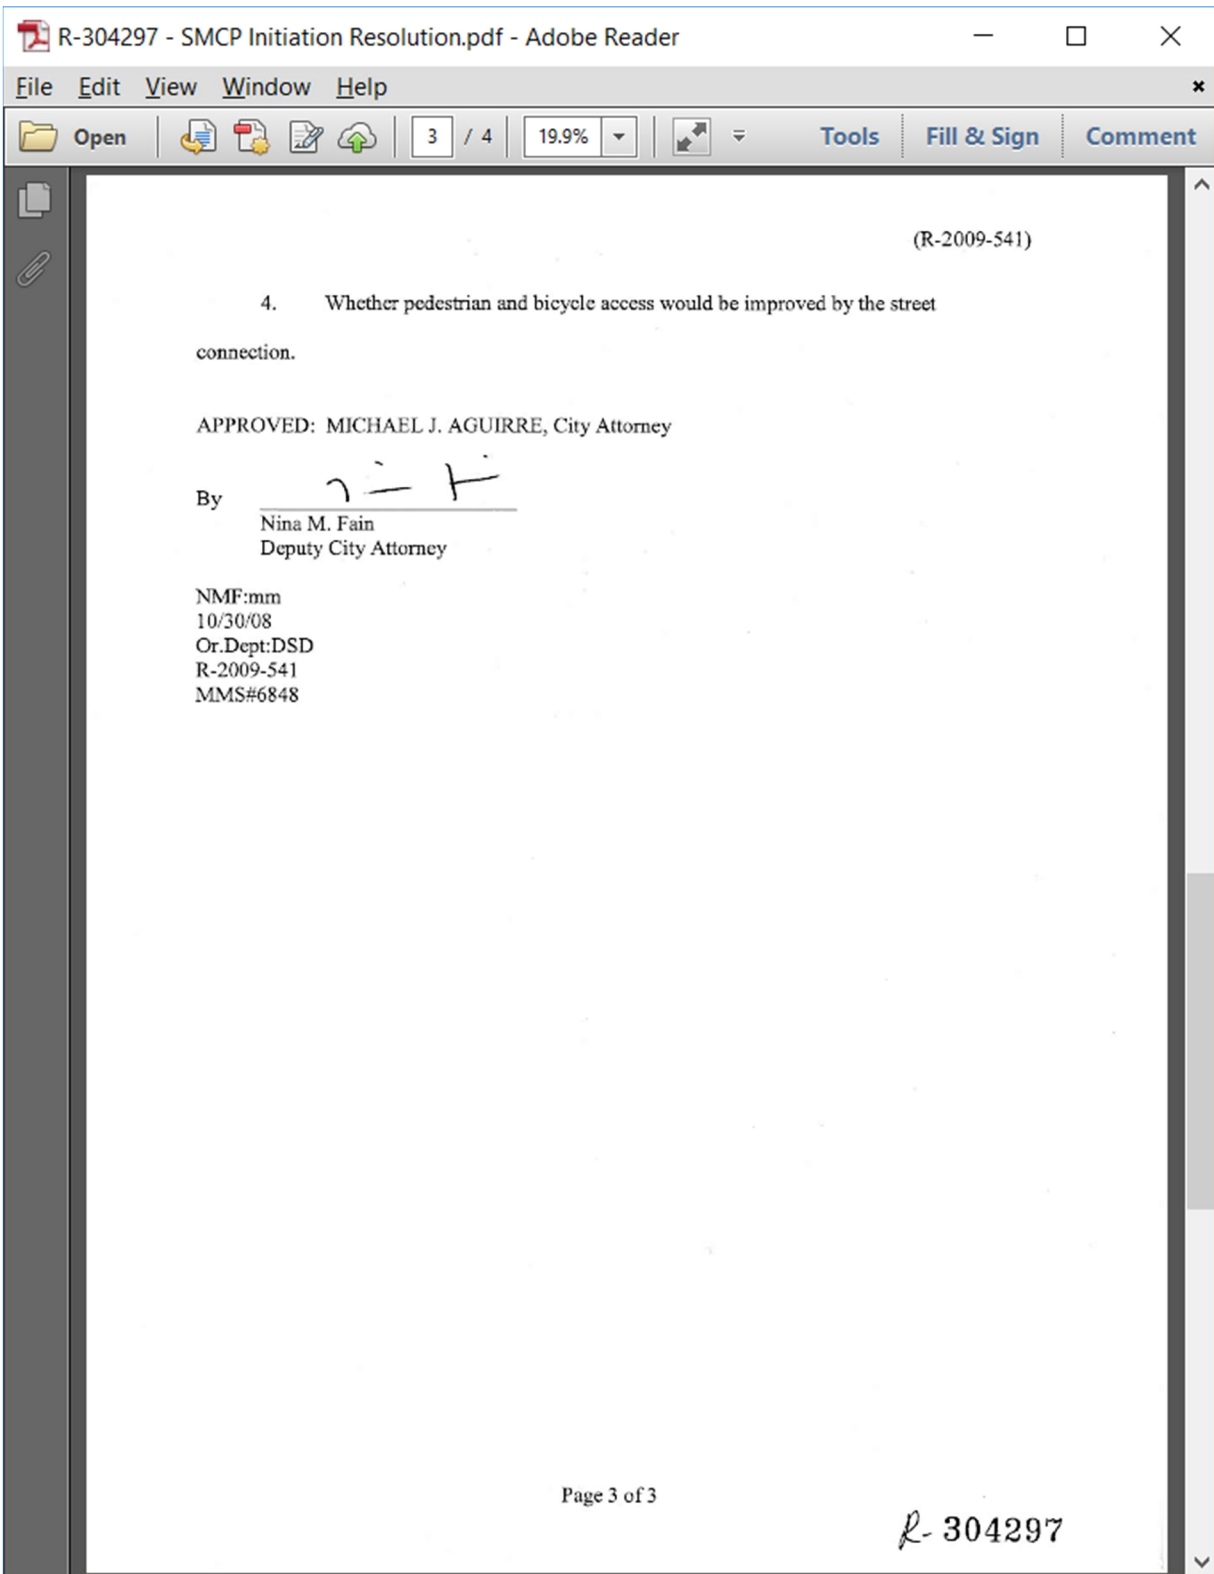 R-304297 - SMCP Initiation Resolution.pdf - Adobe Reader
File Edit View Window Help
Open 3 / 4 19.9% Tools Fill & Sign Comment
(R-2009-541)
4. Whether pedestrian and bicycle access would be improved by the street
connection.
APPROVED: MICHAEL J. AGUIRRE, City Attorney
By
Nina M. Fain
Deputy City Attorney
NMF:mm
10/30/08
Or.Dept:DSD
R-2009-541
MMS#6848
Page 3 of 3
R- 304297